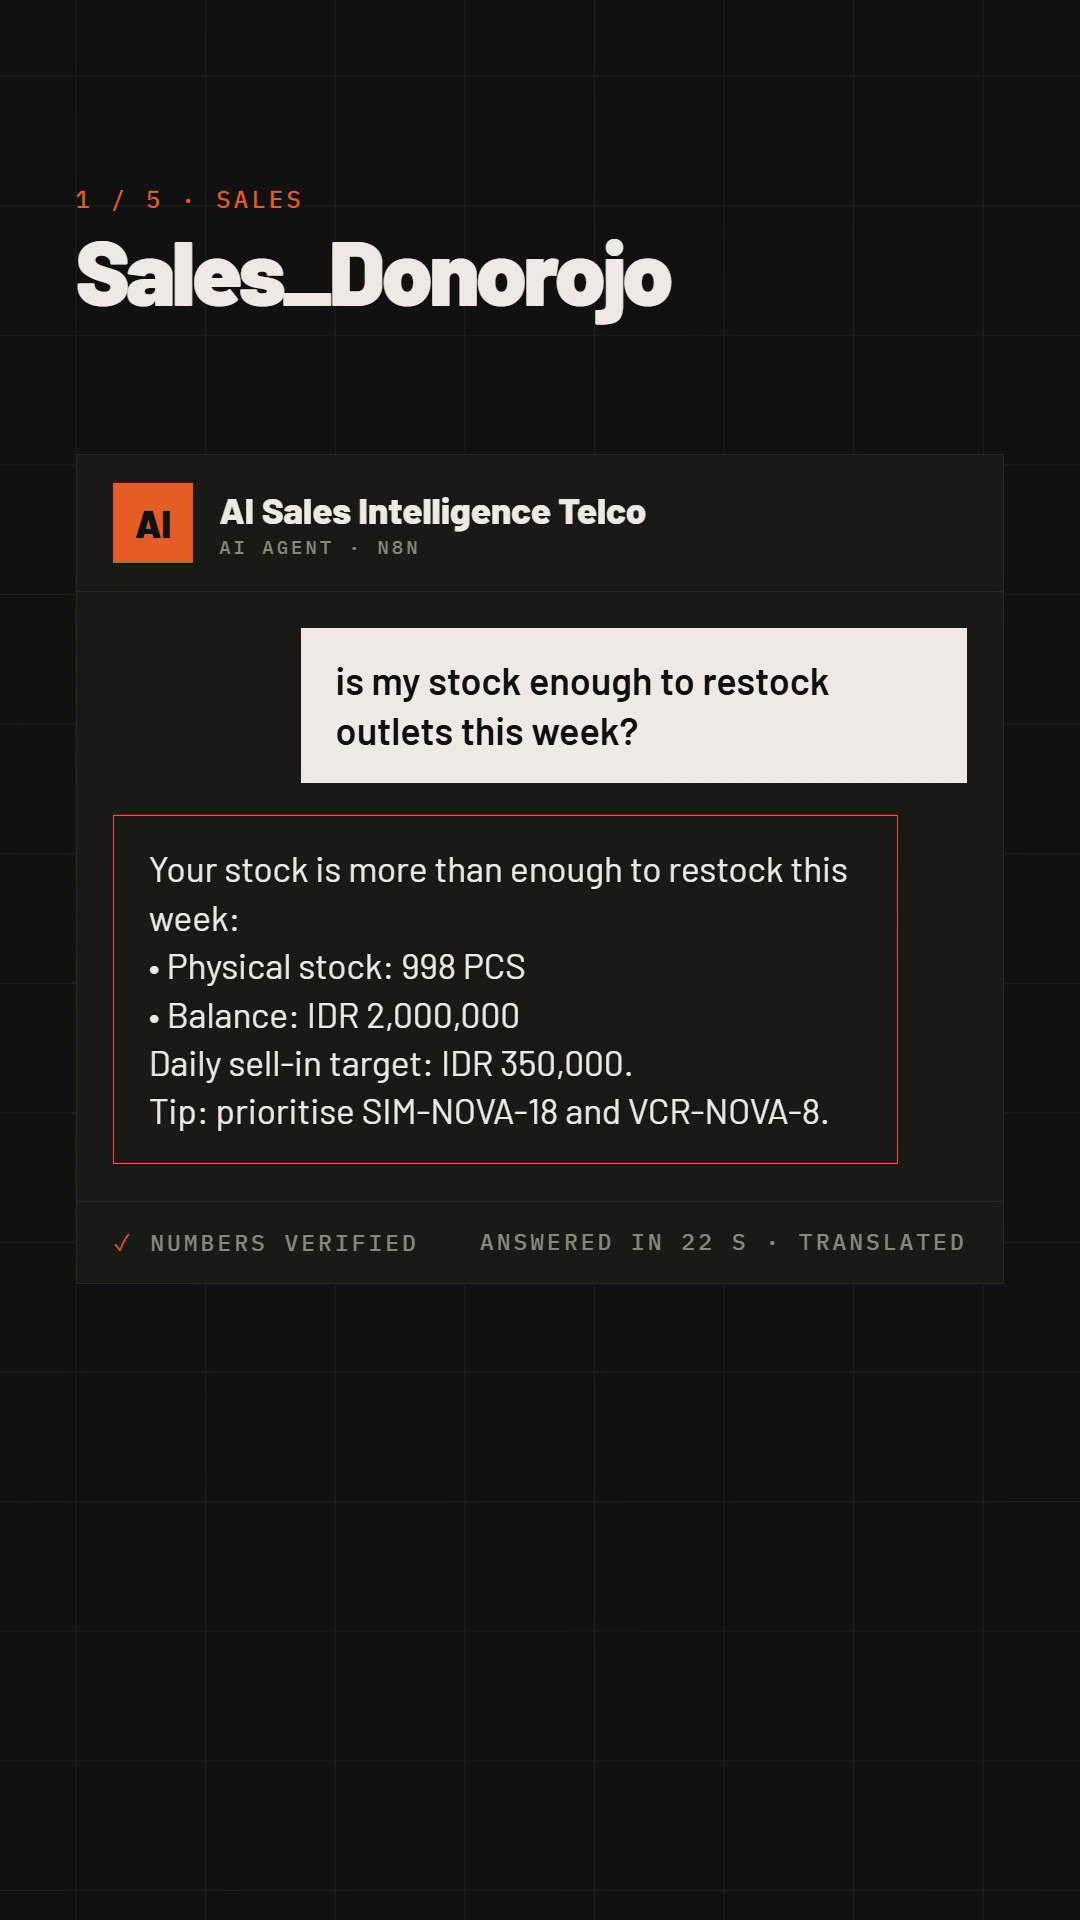 1 / 5 · SALES
Sales_Donorojo
AI
AI Sales Intelligence Telco
AI AGENT · N8N
is my stock enough to restock
outlets this week?
Your stock is more than enough to restock this
week:
• Physical stock: 998 PCS
• Balance: IDR 2,000,000
Daily sell-in target: IDR 350,000.
Tip: prioritise SIM-NOVA-18 and VCR-NOVA-8.
✓ NUMBERS VERIFIED
ANSWERED IN 22 S · TRANSLATED